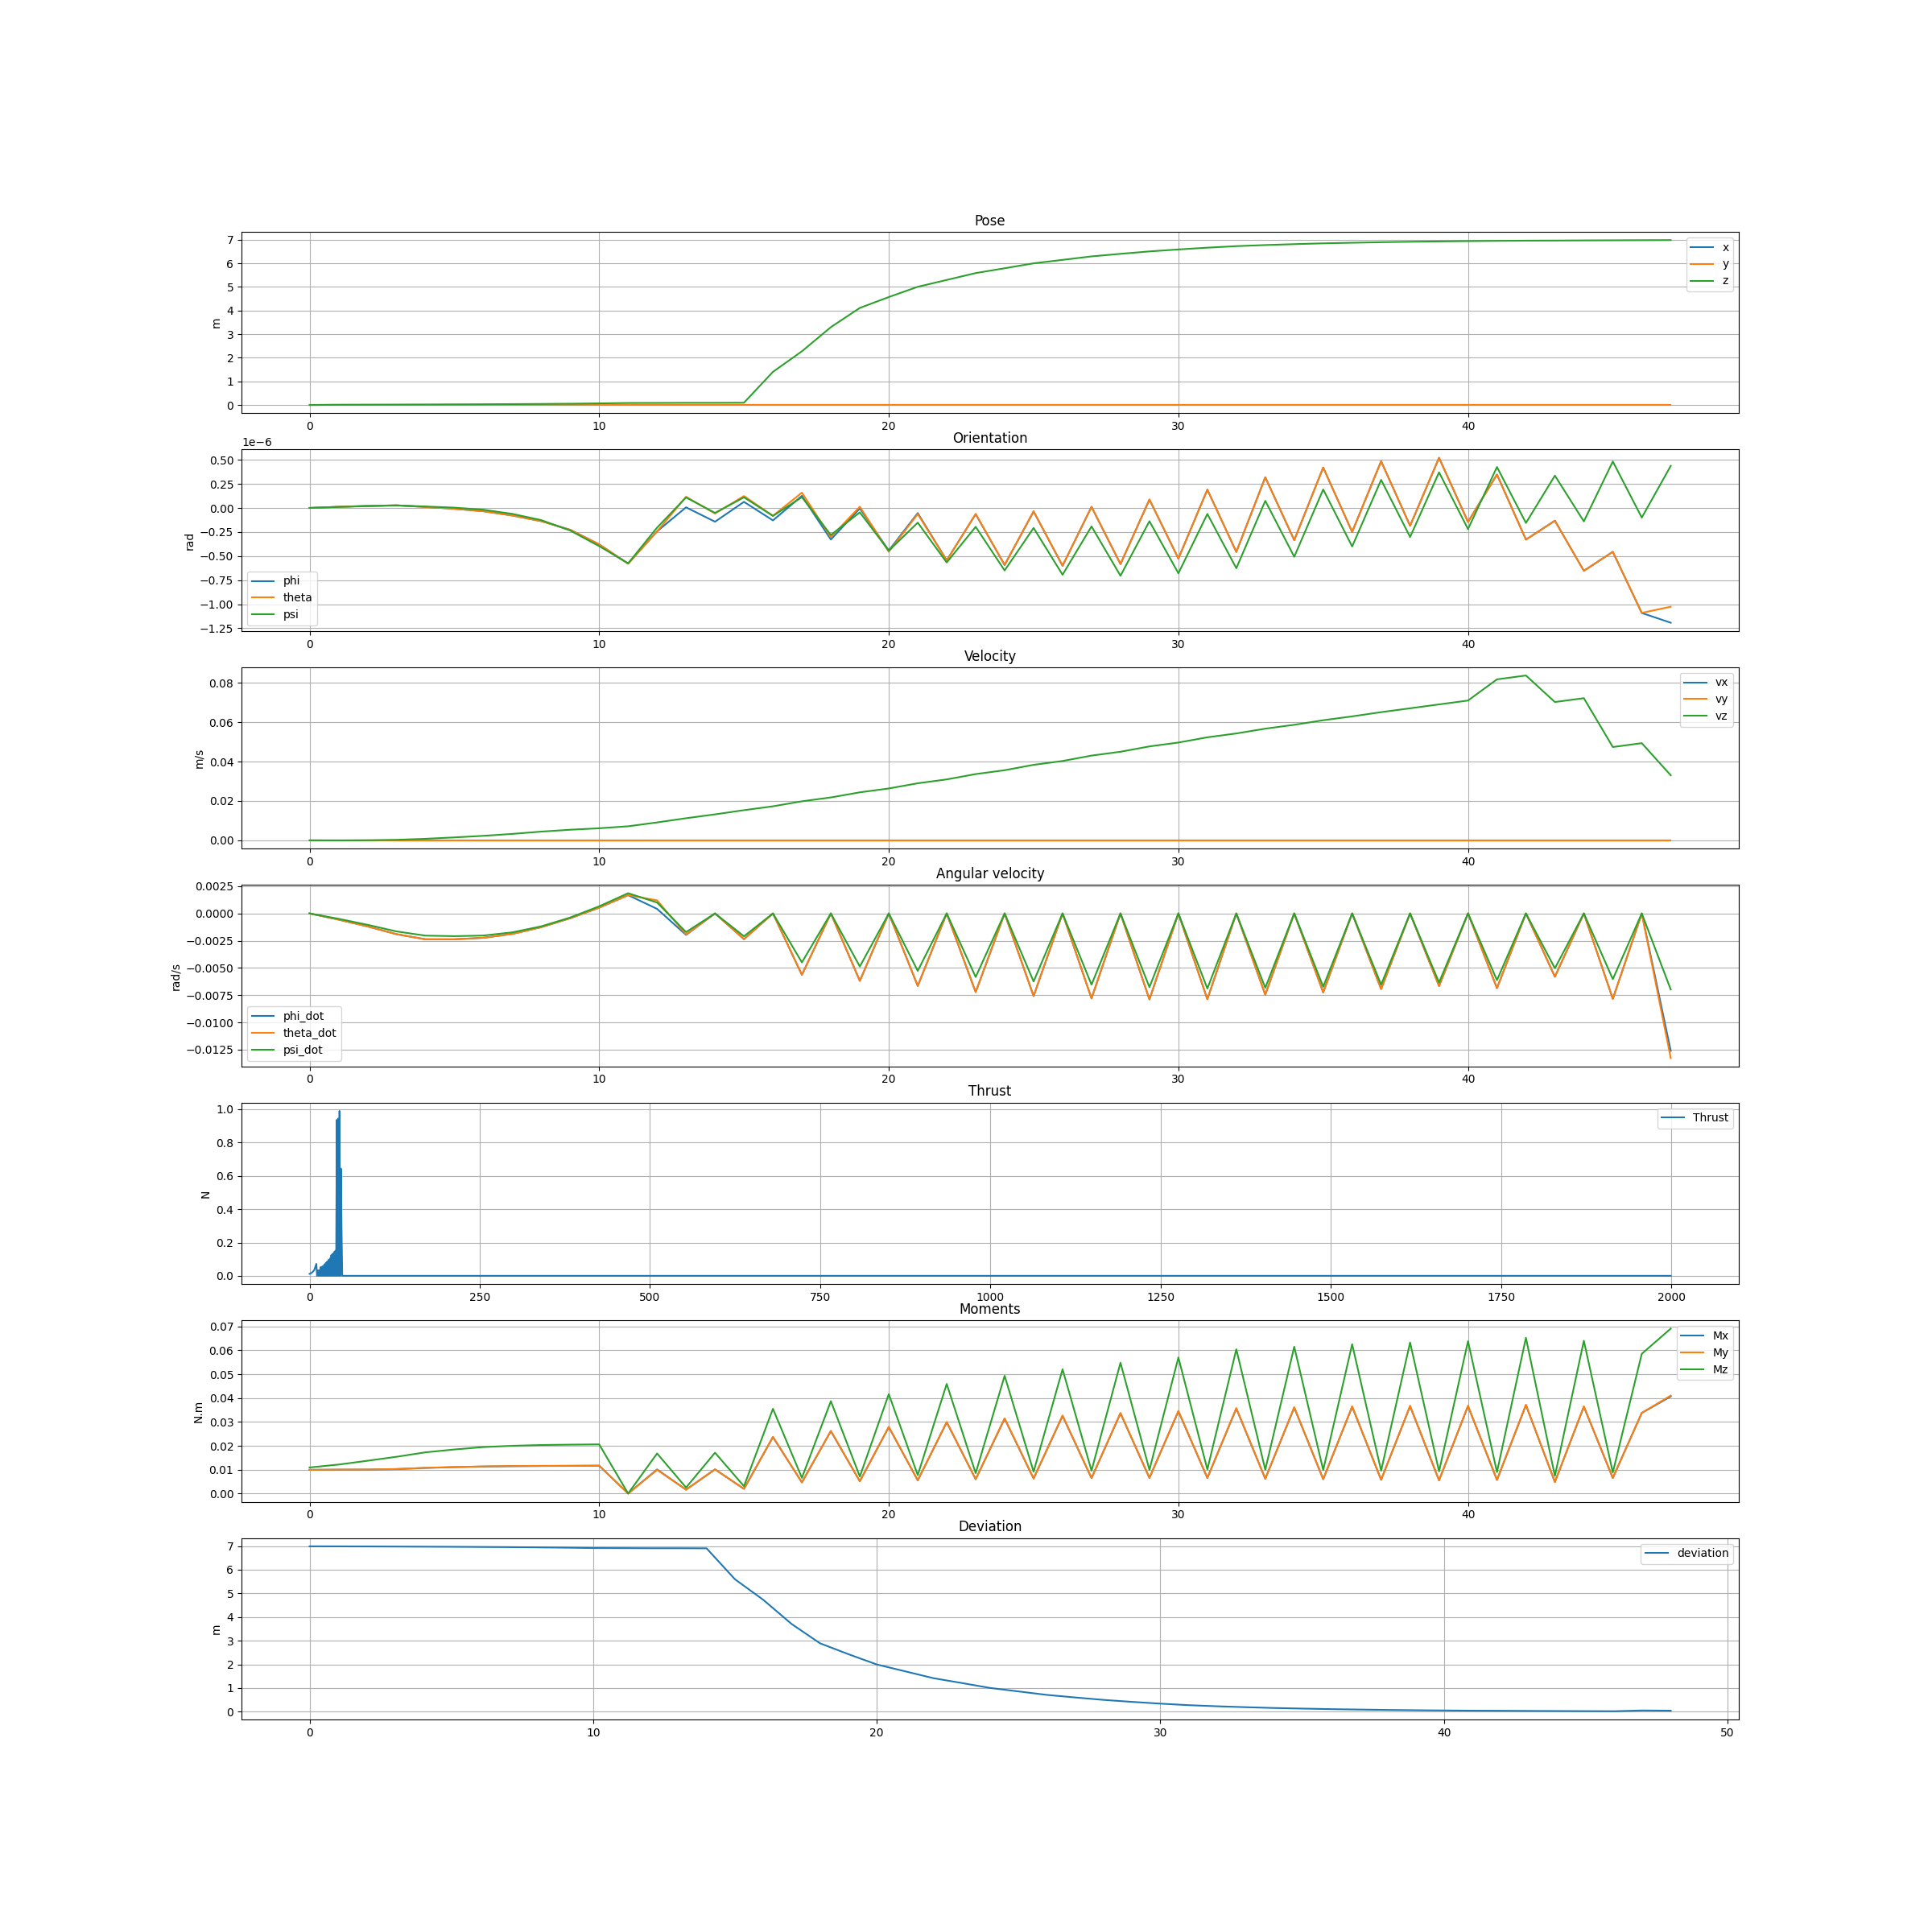 Pose
7
6
5
4
3
2
1
0
m
x
y
z
0 10 20 30 40
1e−6
Orientation
0.50
0.25
0.00
−0.25
−0.50
−0.75
−1.00
−1.25
rad
phi
theta
psi
0 10 20 30 40
Velocity
0.08
0.06
0.04
0.02
0.00
m/s
vx
vy
vz
0 10 20 30 40
Angular velocity
0.0025
0.0000
−0.0025
−0.0050
−0.0075
−0.0100
−0.0125
rad/s
phi_dot
theta_dot
psi_dot
0 10 20 30 40
Thrust
1.0
0.8
0.6
0.4
0.2
0.0
N
Thrust
0 250 500 750 1000 1250 1500 1750 2000
Moments
0.07
0.06
0.05
0.04
0.03
0.02
0.01
0.00
N.m
Mx
My
Mz
0 10 20 30 40
Deviation
7
6
5
4
3
2
1
0
m
deviation
0 10 20 30 40 50